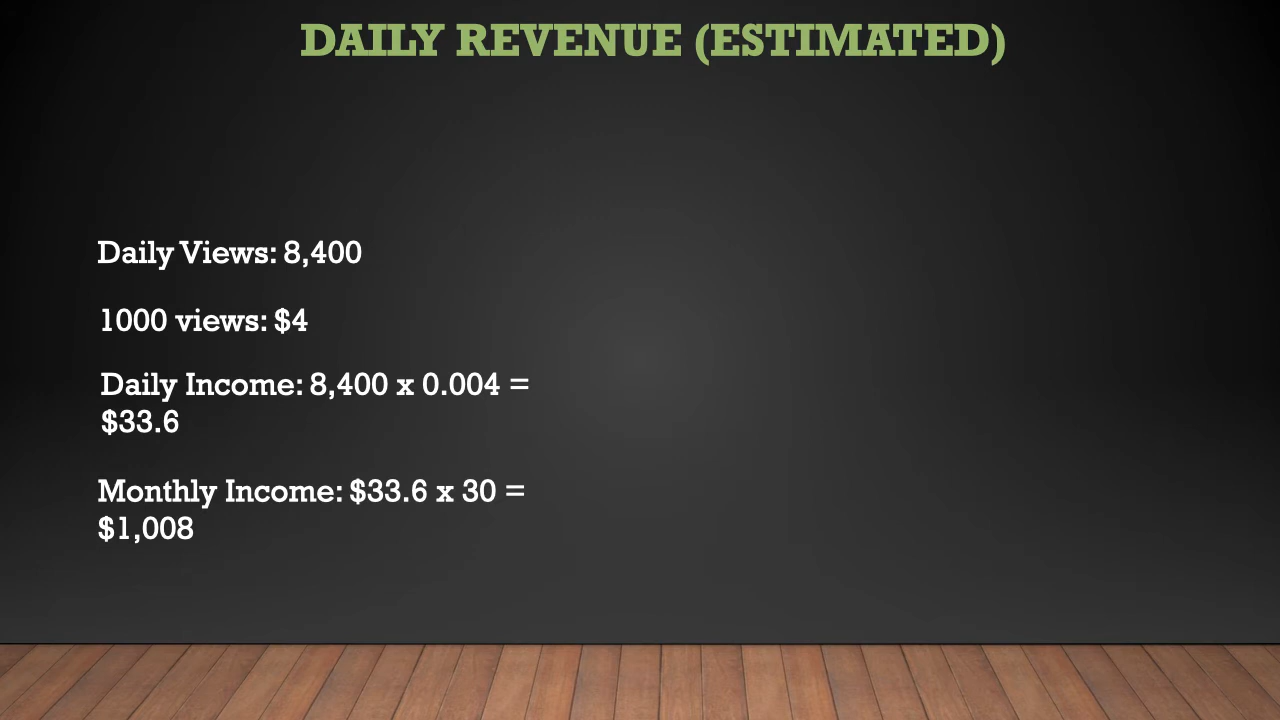 DAILY REVENUE (ESTIMATED)
Daily Views: 8,400
1000 views: $4
Daily Income: 8,400 x 0.004 =
$33.6
Monthly Income: $33.6 x 30 =
$1,008